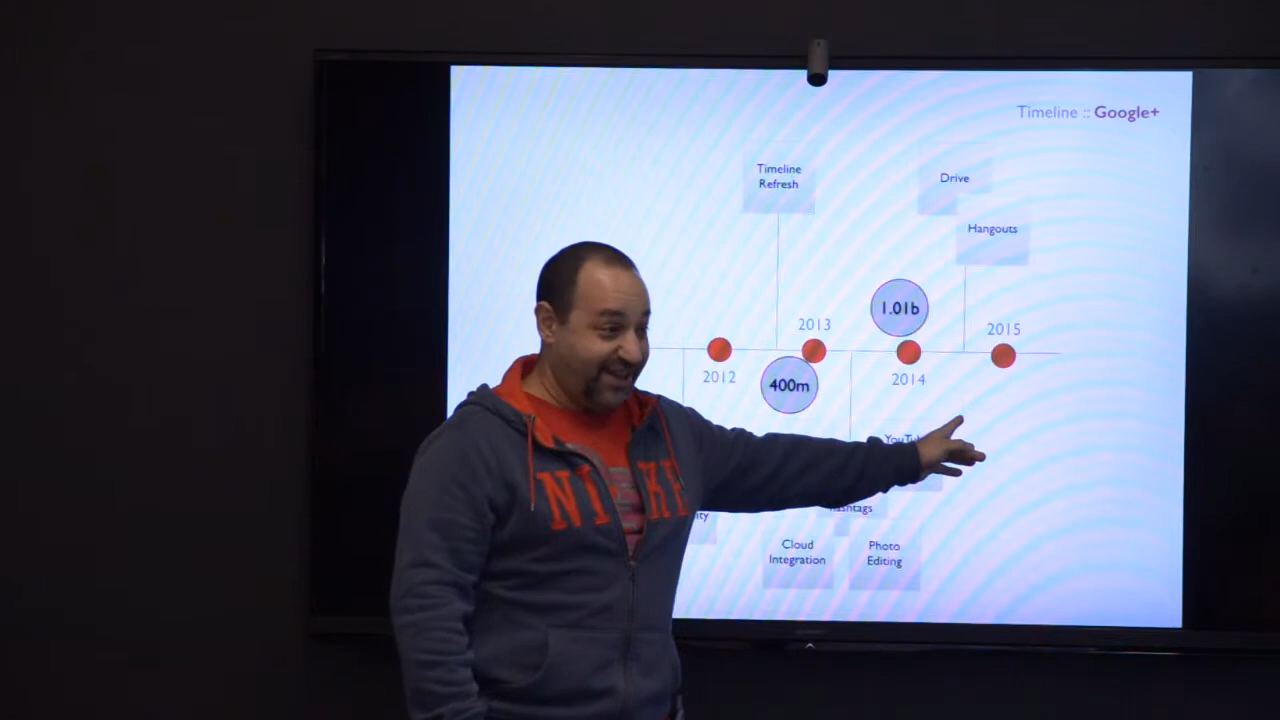 Timeline :: Google+
Timeline
Refresh
Drive
Hangouts
1.01b
2013
2015
2012
2014
400m
Cloud
Integration
Photo
Editing